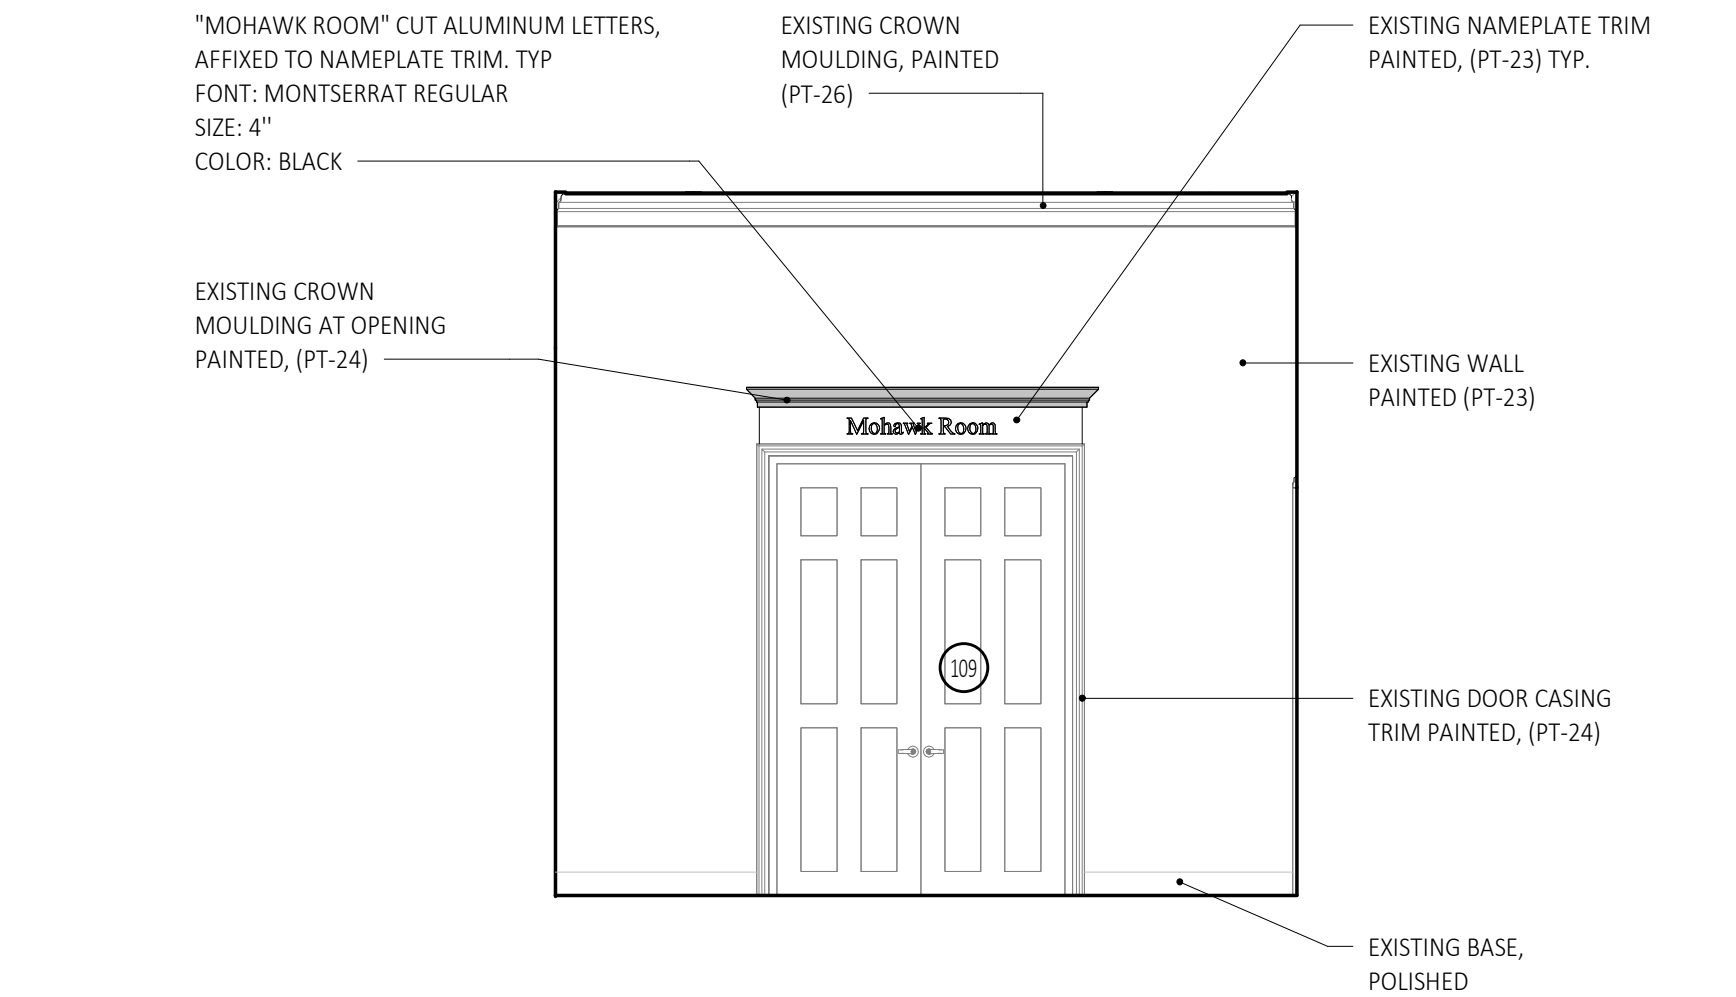 "MOHAWK ROOM" CUT ALUMINUM LETTERS,
AFFIXED TO NAMEPLATE TRIM. TYP
FONT: MONTSERRAT REGULAR
SIZE: 4"
COLOR: BLACK
EXISTING CROWN
MOULDING, PAINTED
(PT-26)
EXISTING NAMEPLATE TRIM
PAINTED, (PT-23) TYP.
EXISTING CROWN
MOULDING AT OPENING
PAINTED, (PT-24)
EXISTING WALL
PAINTED (PT-23)
Mohawk Room
109
EXISTING DOOR CASING
TRIM PAINTED, (PT-24)
EXISTING BASE,
POLISHED